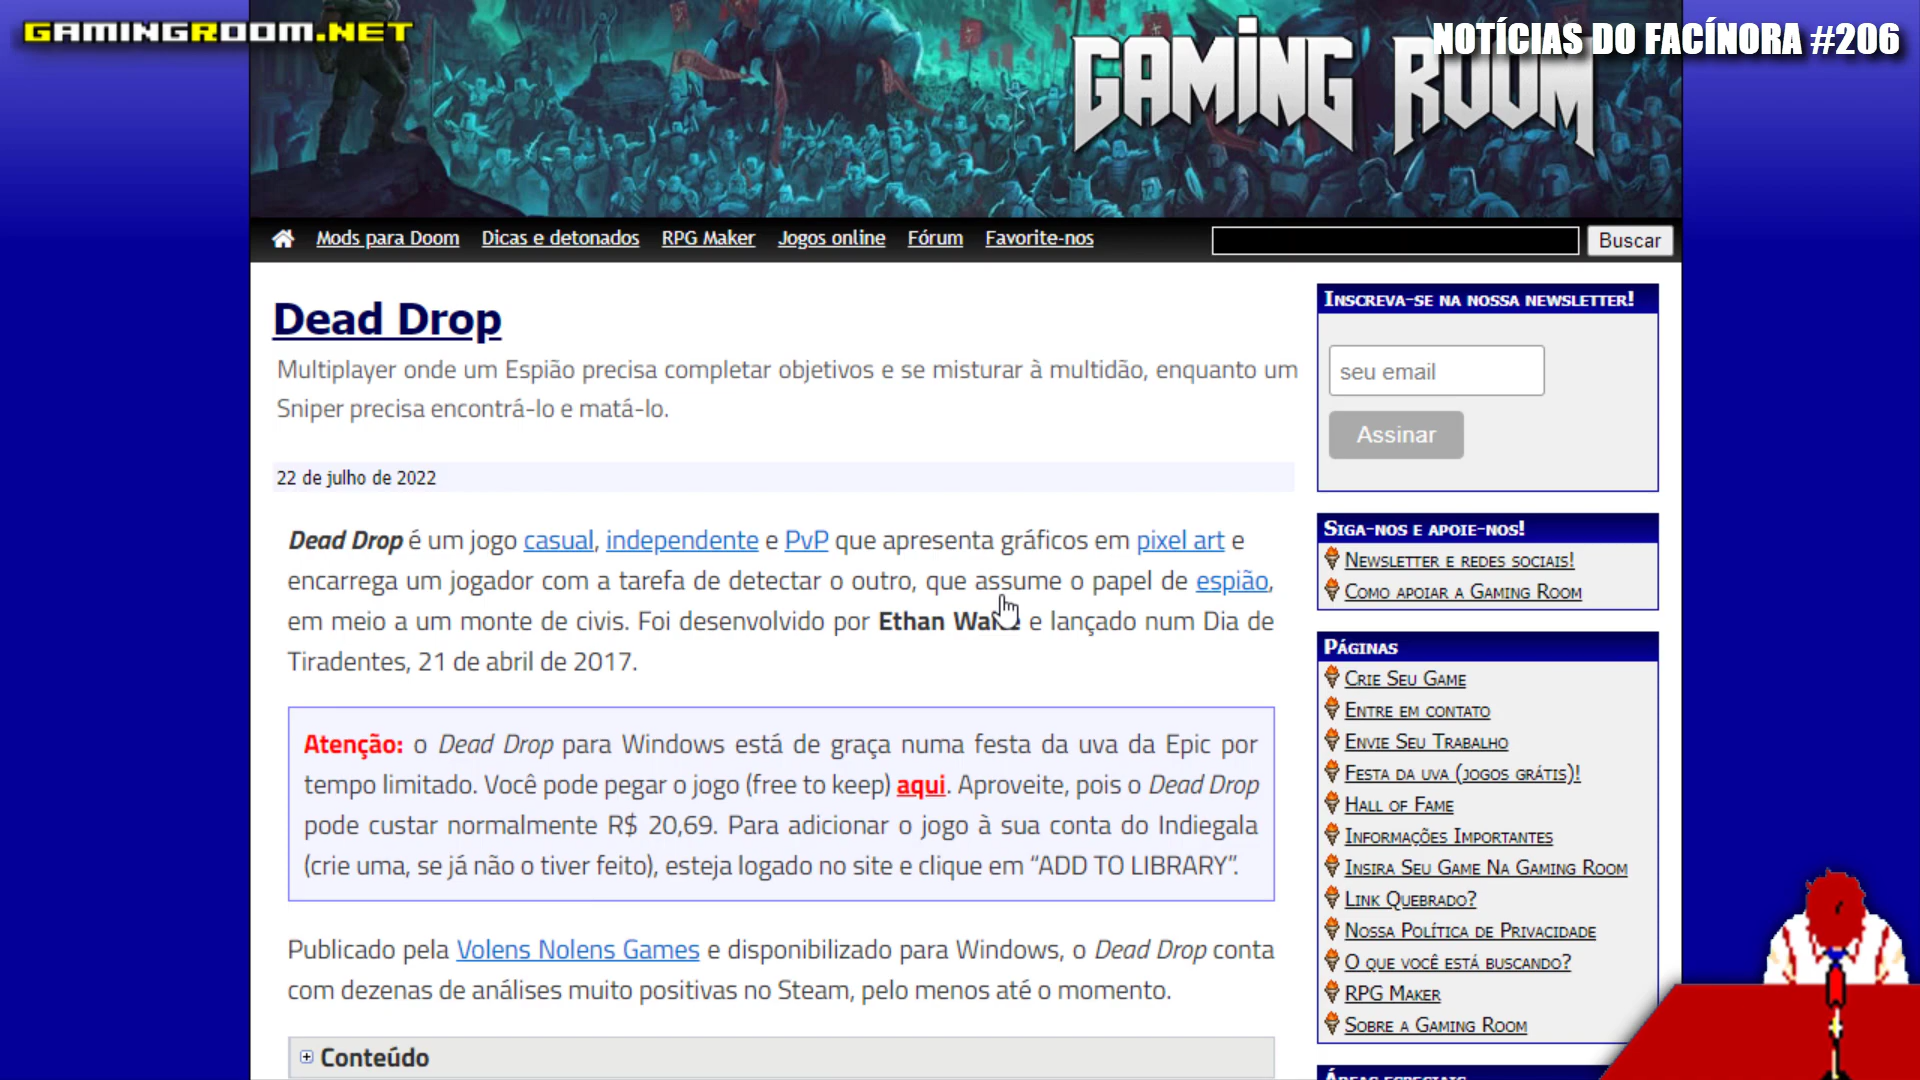 GAMINGROOM.NET
NOTÍCIAS DO FACÍNORA #206
GAMING ROOM
Mods para Doom Dicas e detonados RPG Maker Jogos online Fórum Favorite-nos Buscar
Dead Drop
Multiplayer onde um Espião precisa completar objetivos e se misturar à multidão, enquanto um
Sniper precisa encontrá-lo e matá-lo.
22 de julho de 2022
Dead Drop é um jogo casual, independente e PvP que apresenta gráficos em pixel art e
encarrega um jogador com a tarefa de detectar o outro, que assume o papel de espião,
em meio a um monte de civis. Foi desenvolvido por Ethan e lançado num Dia de
Tiradentes, 21 de abril de 2017.
Atenção: o Dead Drop para Windows está de graça numa festa da uva da Epic por
tempo limitado. Você pode pegar o jogo (free to keep) aqui. Aproveite, pois o Dead Drop
pode custar normalmente R$ 20,69. Para adicionar o jogo à sua conta do Indiegala
(crie uma, se já não o tiver feito), esteja logado no site e clique em “ADD TO LIBRARY”.
Publicado pela Volens Nolens Games e disponibilizado para Windows, o Dead Drop conta
com dezenas de análises muito positivas no Steam, pelo menos até o momento.
Conteúdo
Inscreva-se na nossa newsletter!
seu email
Assinar
Siga-nos e apoie-nos!
Newsletter e redes sociais!
Como apoiar a Gaming Room
Páginas
Crie Seu Game
Entre em contato
Envie Seu Trabalho
Festa da uva (jogos grátis)!
Hall of Fame
Informações Importantes
Insira Seu Game Na Gaming Room
Link Quebrado?
Nossa Política de Privacidade
O que você está buscando?
RPG Maker
Sobre a Gaming Room
Áreas especiais